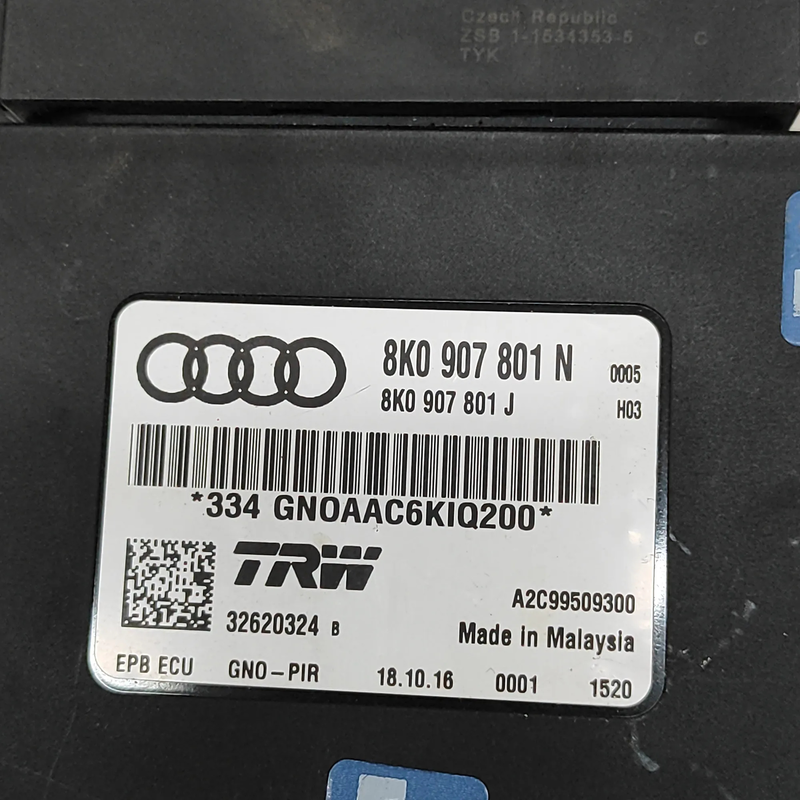 Czech Republic
ZSB 1-1534353-5 C
TYK
8K0 907 801 N 0005
8K0 907 801 J H03
*334 GNOAAC6KIQ200*
TRW
A2C99509300
32620324 B
Made in Malaysia
EPB ECU GNO-PIR 18.10.16 0001 1520